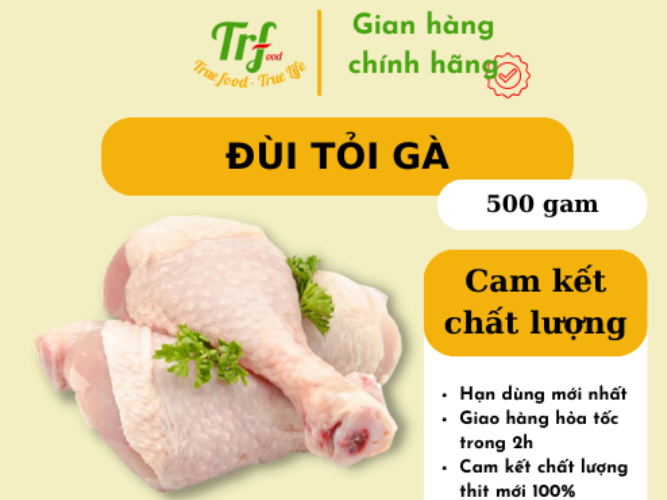 Trf
ood
True food - True Life
Gian hàng
chính hãng
ĐÙI TỎI GÀ
500 gam
Cam kết
chất lượng
• Hạn dùng mới nhất
• Giao hàng hỏa tốc
trong 2h
• Cam kết chất lượng
thịt mới 100%